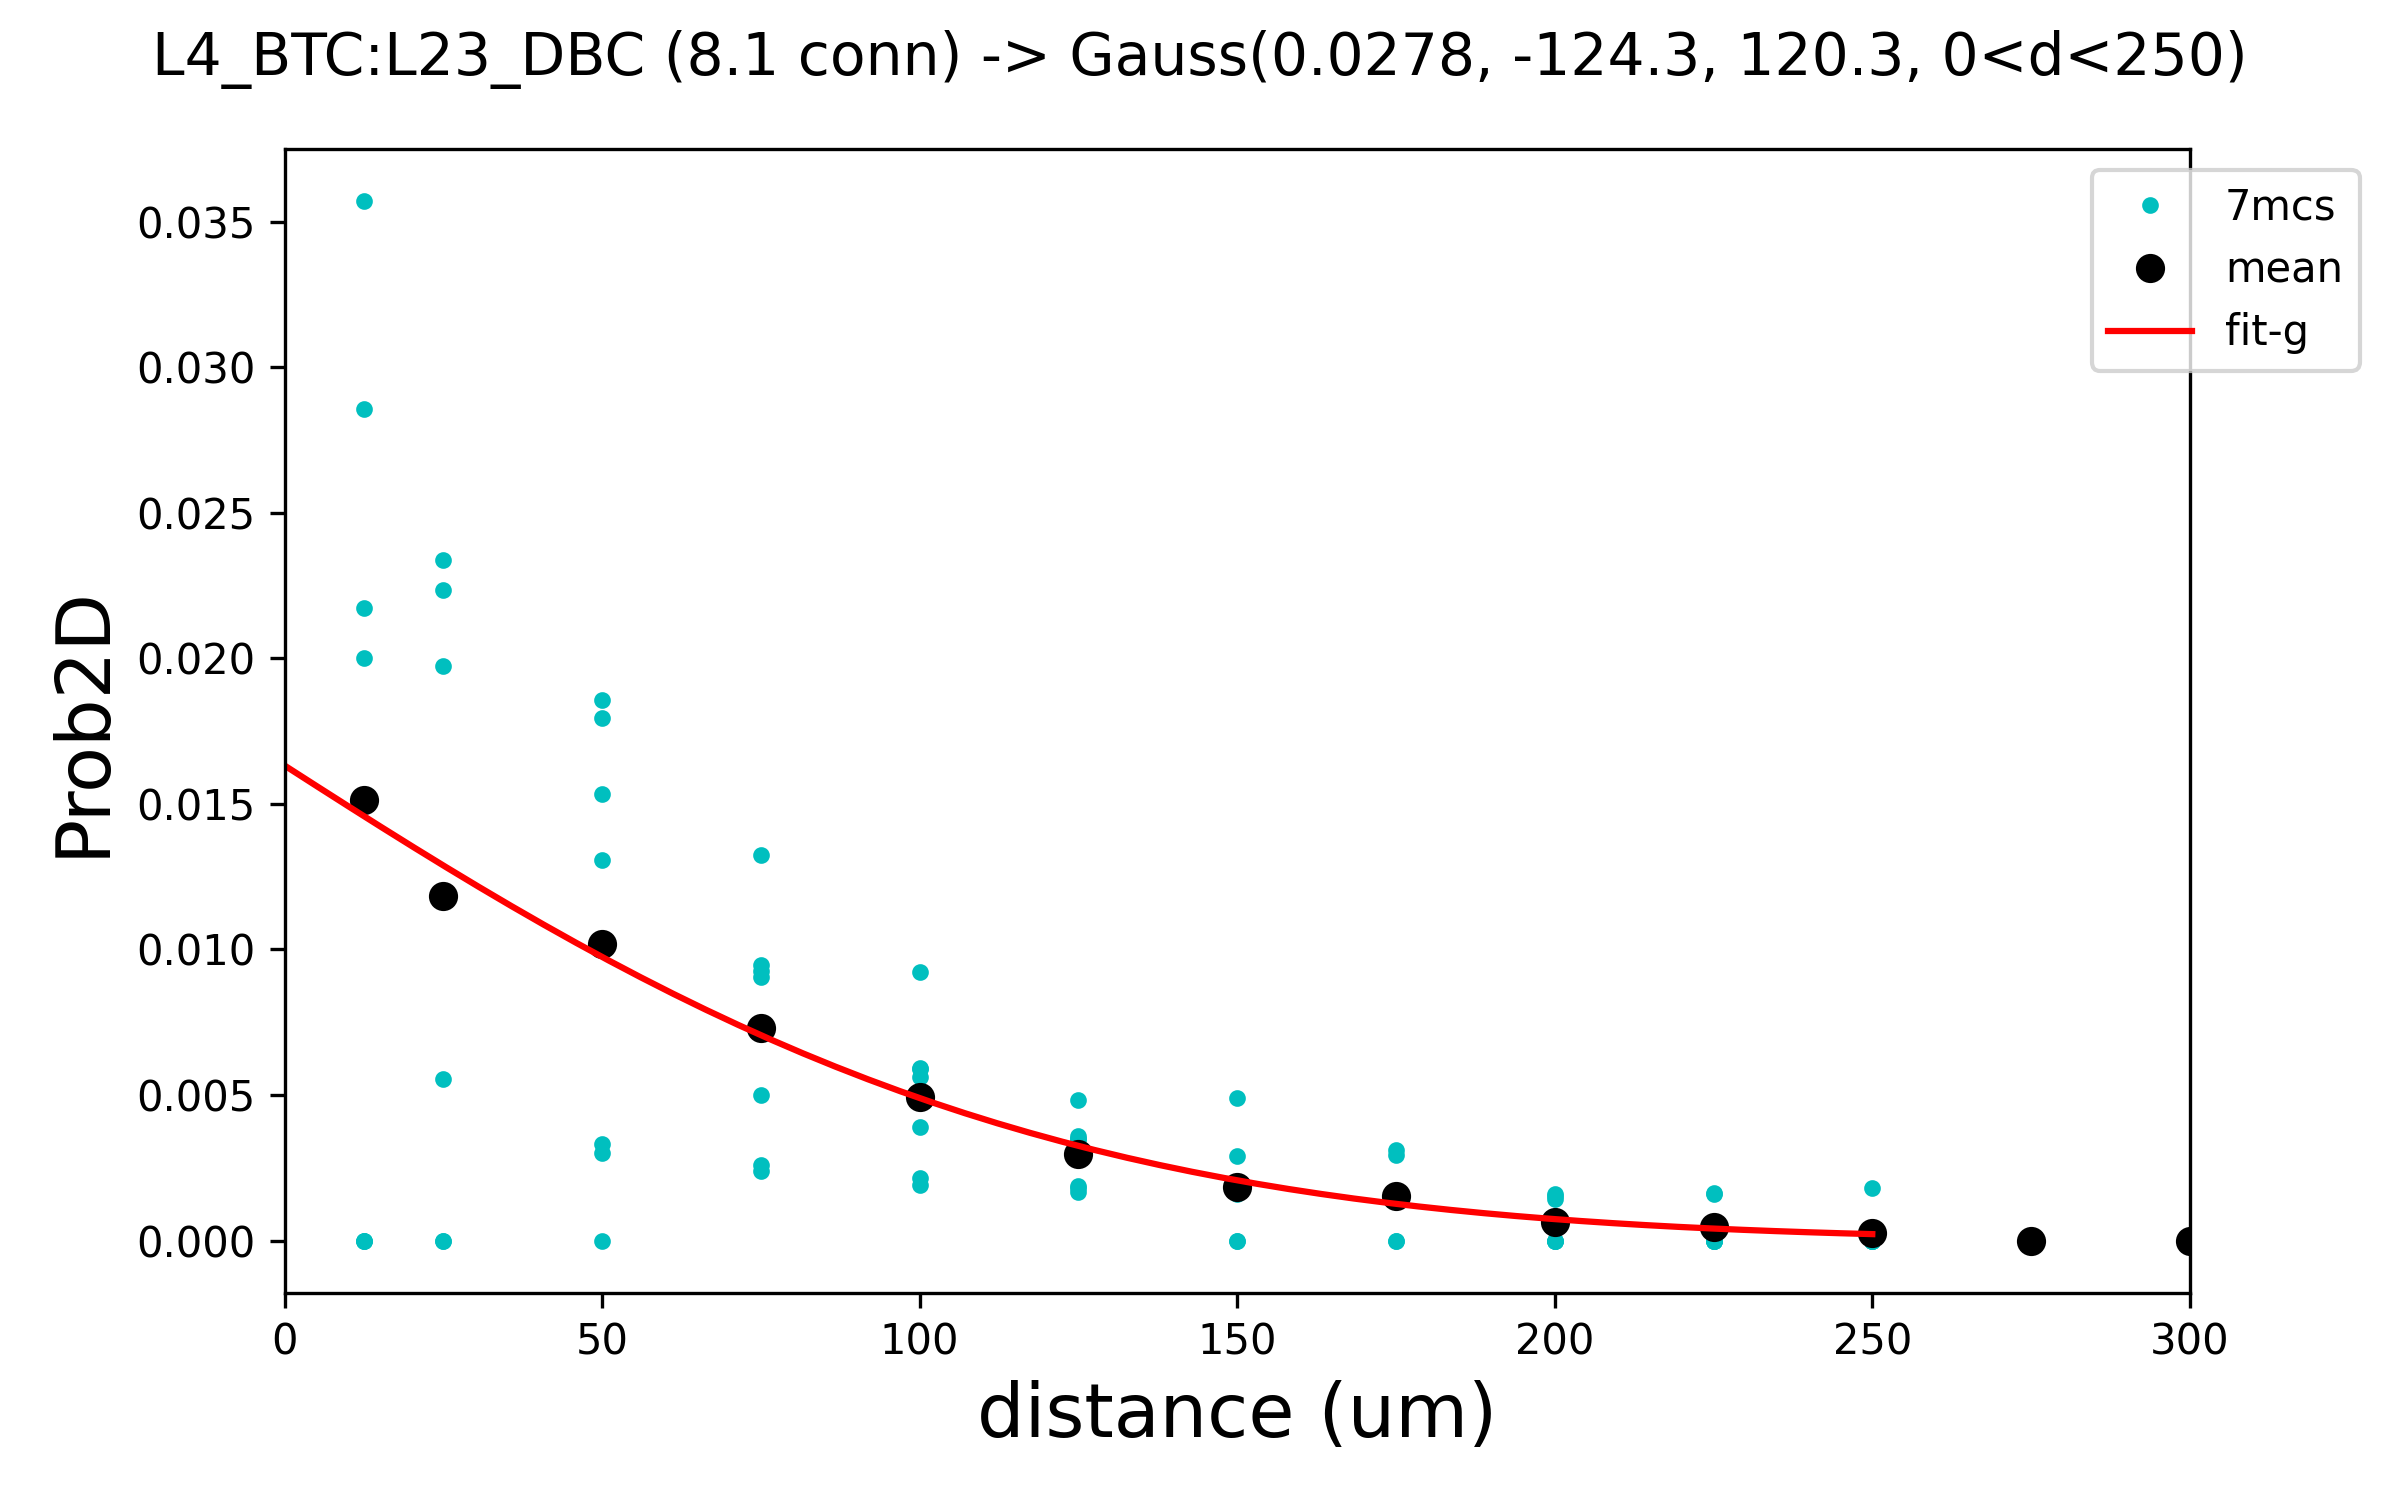 L4_BTC:L23_DBC (8.1 conn) -> Gauss(0.0278, -124.3, 120.3, 0<d<250)
7mcs
mean
fit-g
0.035
0.030
0.025
0.020
0.015
0.010
0.005
0.000
Prob2D
0 50 100 150 200 250 300
distance (um)